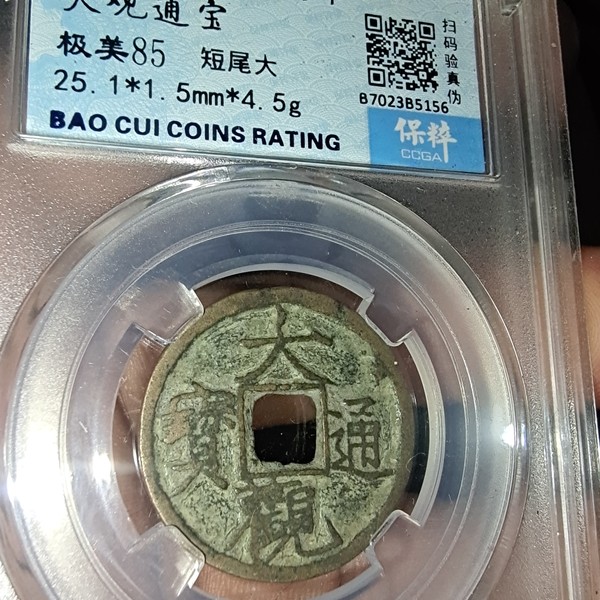 大观通宝
极美85 短尾大
25.1*1.5mm*4.5g
BAO CUI COINS RATING
扫码验真伪
B7023B5156
保粹
CCGA
大
寶 通
觀